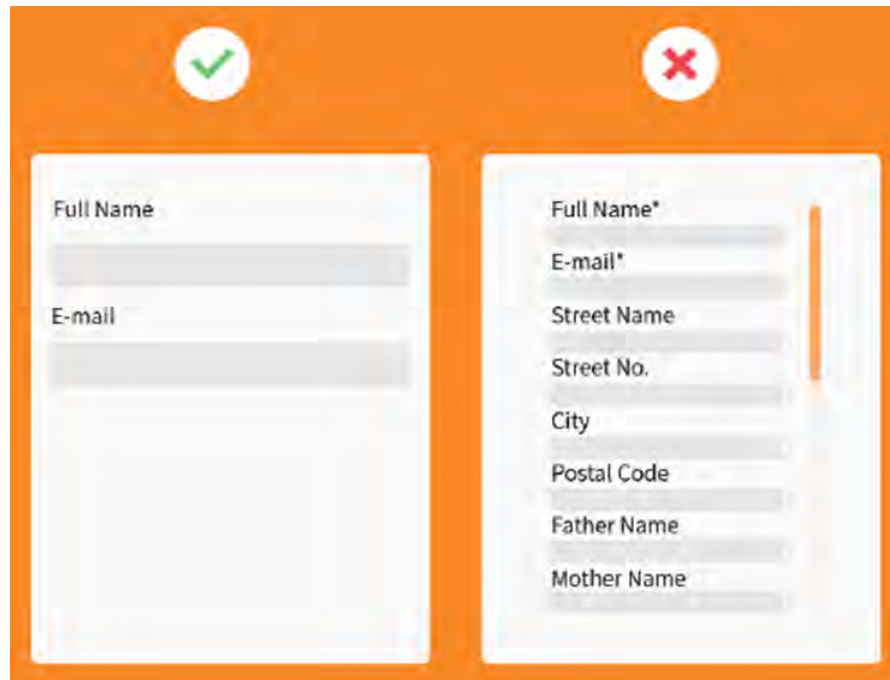 Full Name
E-mail
Full Name*
E-mail*
Street Name
Street No.
City
Postal Code
Father Name
Mother Name